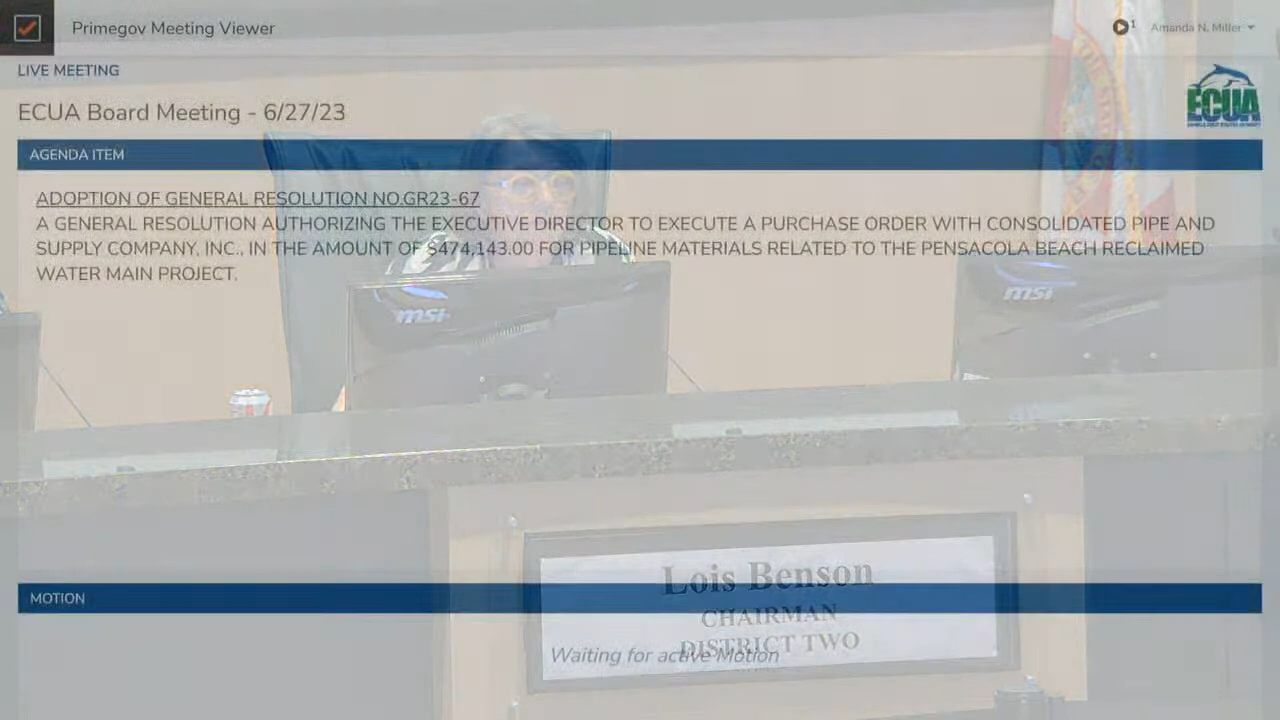 Primegov Meeting Viewer
1
Amanda N. Miller
LIVE MEETING
ECUA Board Meeting - 6/27/23
ECUA
AGENDA ITEM
ADOPTION OF GENERAL RESOLUTION NO.GR23-67
A GENERAL RESOLUTION AUTHORIZING THE EXECUTIVE DIRECTOR TO EXECUTE A PURCHASE ORDER WITH CONSOLIDATED PIPE AND
SUPPLY COMPANY, INC., IN THE AMOUNT OF $474,143.00 FOR PIPELINE MATERIALS RELATED TO THE PENSACOLA BEACH RECLAIMED
WATER MAIN PROJECT.
msi
msi
Lois Benson
MOTION
CHAIRMAN
DISTRICT TWO
Waiting for active Motion